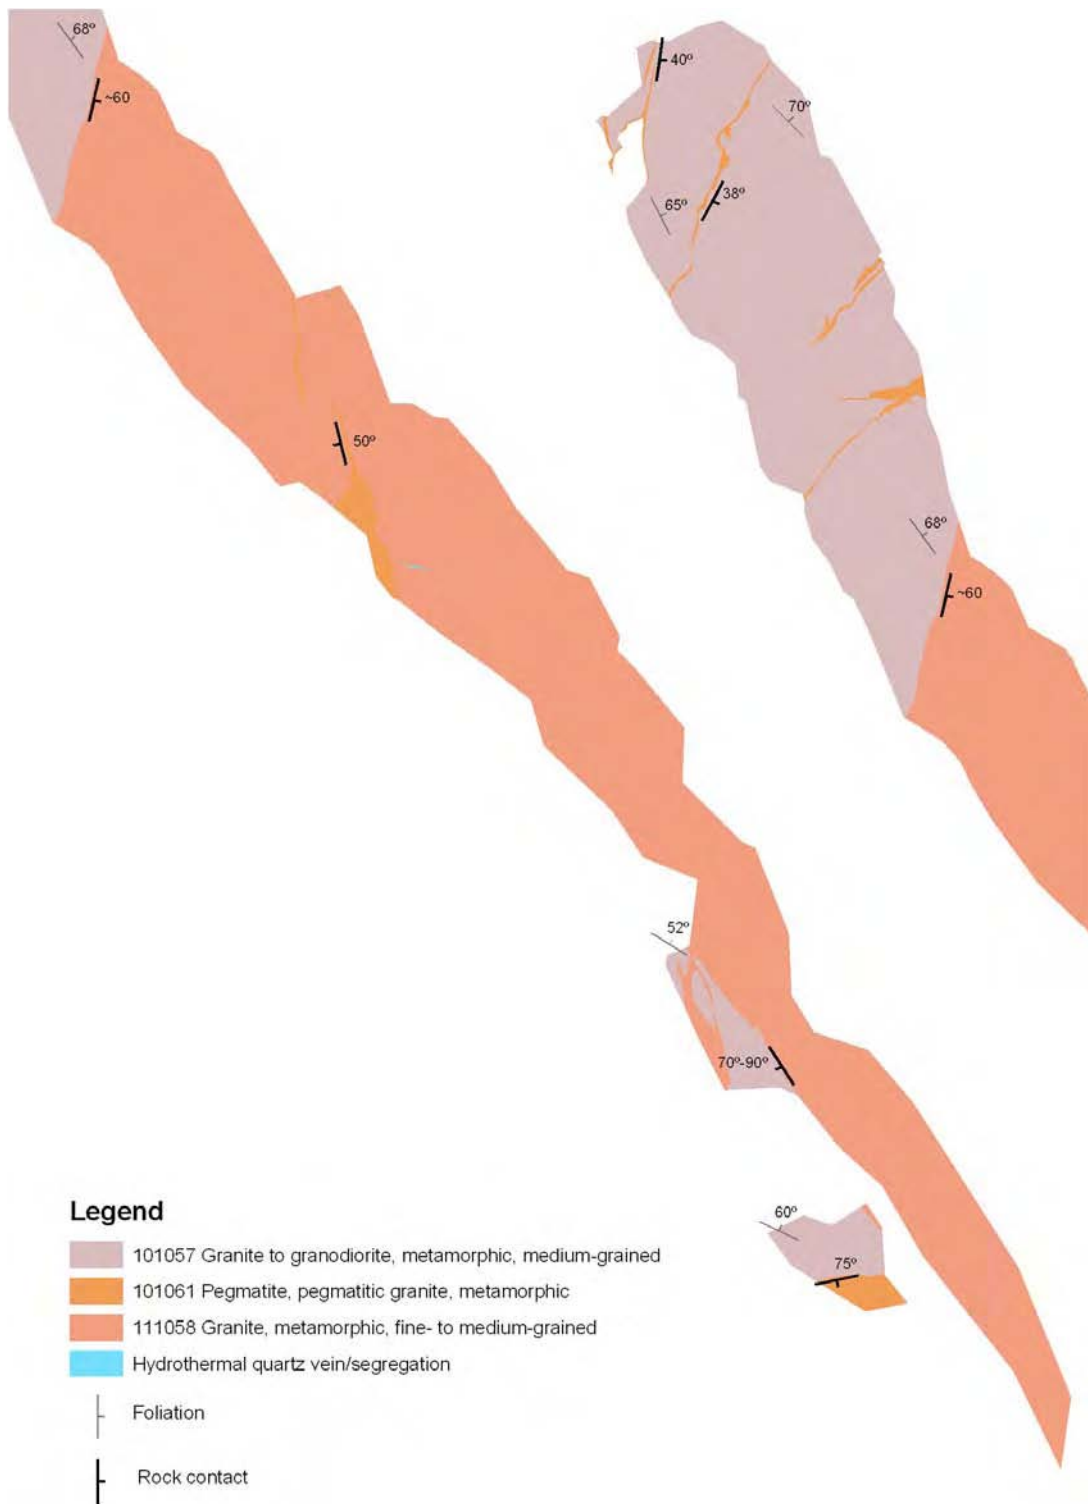 68º
~60
40º
70º
65º
38º
50º
68º
~60
52º
70º-90º
60º
75º
Legend
101057 Granite to granodiorite, metamorphic, medium-grained
101061 Pegmatite, pegmatitic granite, metamorphic
111058 Granite, metamorphic, fine- to medium-grained
Hydrothermal quartz vein/segregation
Foliation
Rock contact